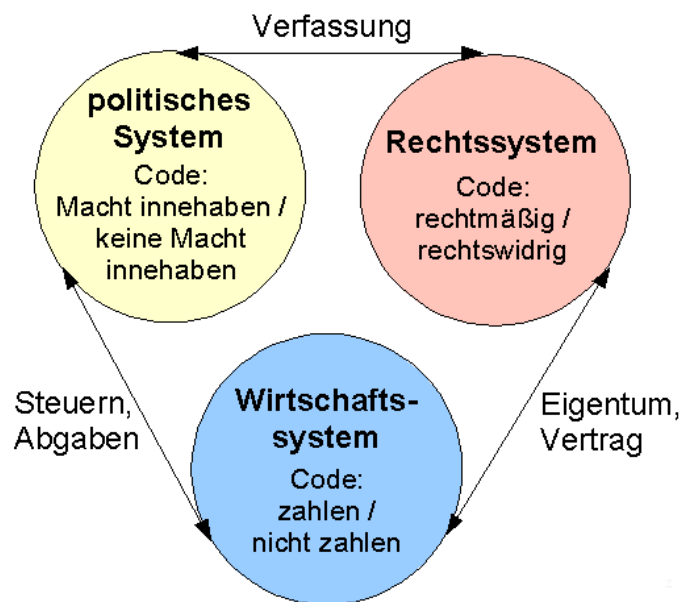 Verfassung
politisches
System
Code:
Macht innehaben /
keine Macht
innehaben
Rechtssystem
Code:
rechtmäßig /
rechtswidrig
Steuern,
Abgaben
Wirtschafts-
system
Code:
zahlen /
nicht zahlen
Eigentum,
Vertrag